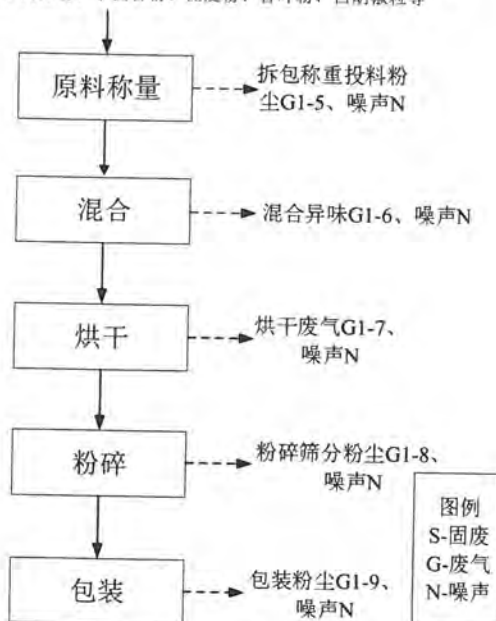 原料称量
拆包称重投料粉
尘G1-5、噪声N
混合
混合异味G1-6、噪声N
烘干
烘干废气G1-7、
噪声N
粉碎
粉碎筛分粉尘G1-8、
噪声N
包装
包装粉尘G1-9、
噪声N
图例
S-固废
G-废气
N-噪声